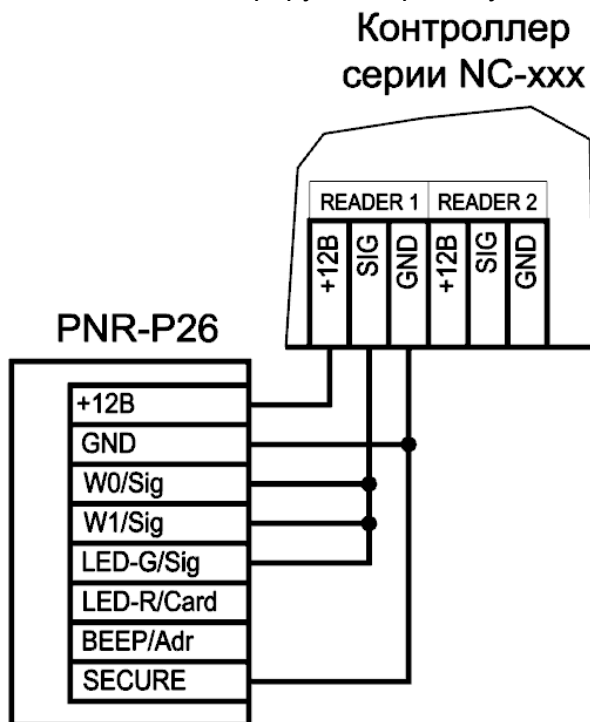 Контроллер
серии NC-xxx
READER 1 READER 2
+12В SIG GND +12В SIG GND
PNR-P26
+12В
GND
W0/Sig
W1/Sig
LED-G/Sig
LED-R/Card
BEEP/Adr
SECURE